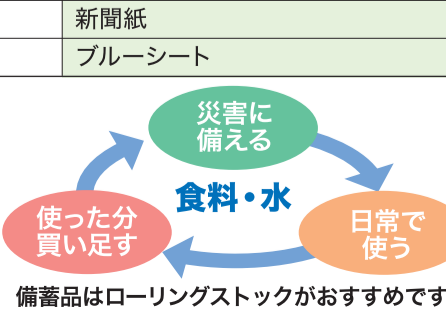 新聞紙
ブルーシート
災害に
備える
食料・水
使った分
買い足す
日常で
使う
備蓄品はローリングストックがおすすめです